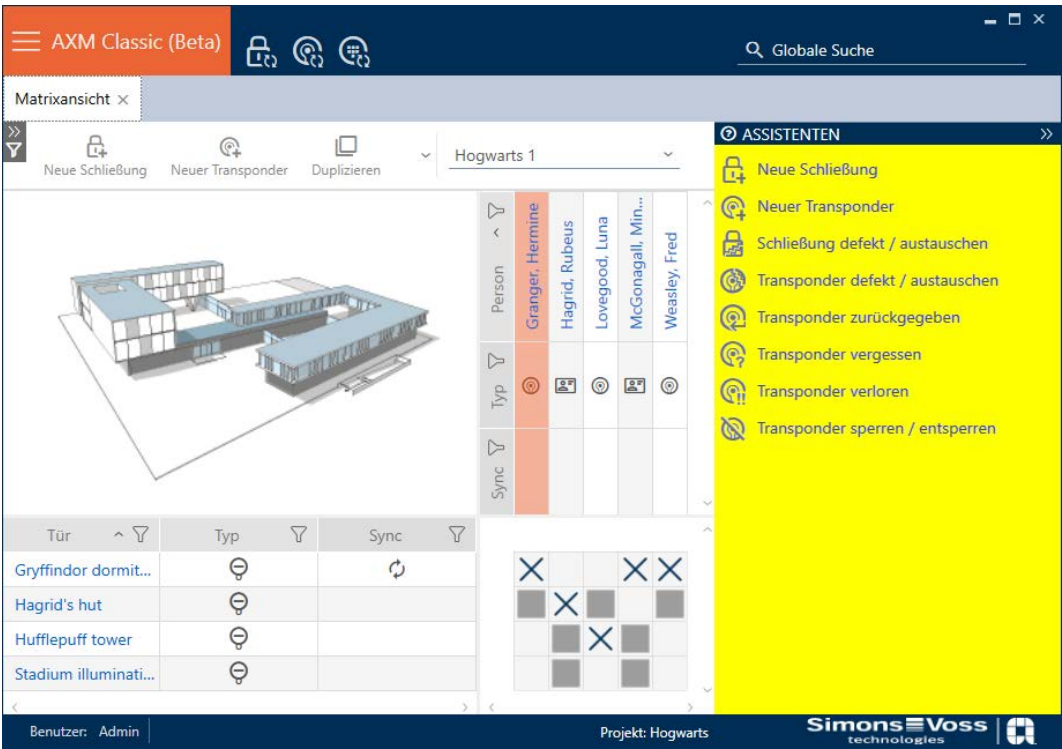 AXM Classic (Beta)
Globale Suche
Matrixansicht
Neue Schließung
Neuer Transponder
Duplizieren
Hogwarts 1
Person
Granger, Hermine
Hagrid, Rubeus
Lovegood, Luna
McGonagall, Min...
Weasley, Fred
Typ
Sync
Tür
Typ
Sync
Gryffindor dormit...
Hagrid's hut
Hufflepuff tower
Stadium illuminati...
ASSISTENTEN
Neue Schließung
Neuer Transponder
Schließung defekt / austauschen
Transponder defekt / austauschen
Transponder zurückgegeben
Transponder vergessen
Transponder verloren
Transponder sperren / entsperren
Benutzer: Admin
Projekt: Hogwarts
Simons Voss
technologies